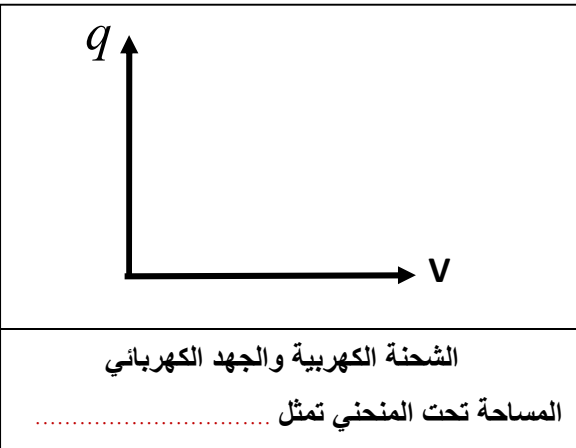 q
V
الشحنة الكهربية والجهد الكهربائي
المساحة تحت المنحني تمثل ................................